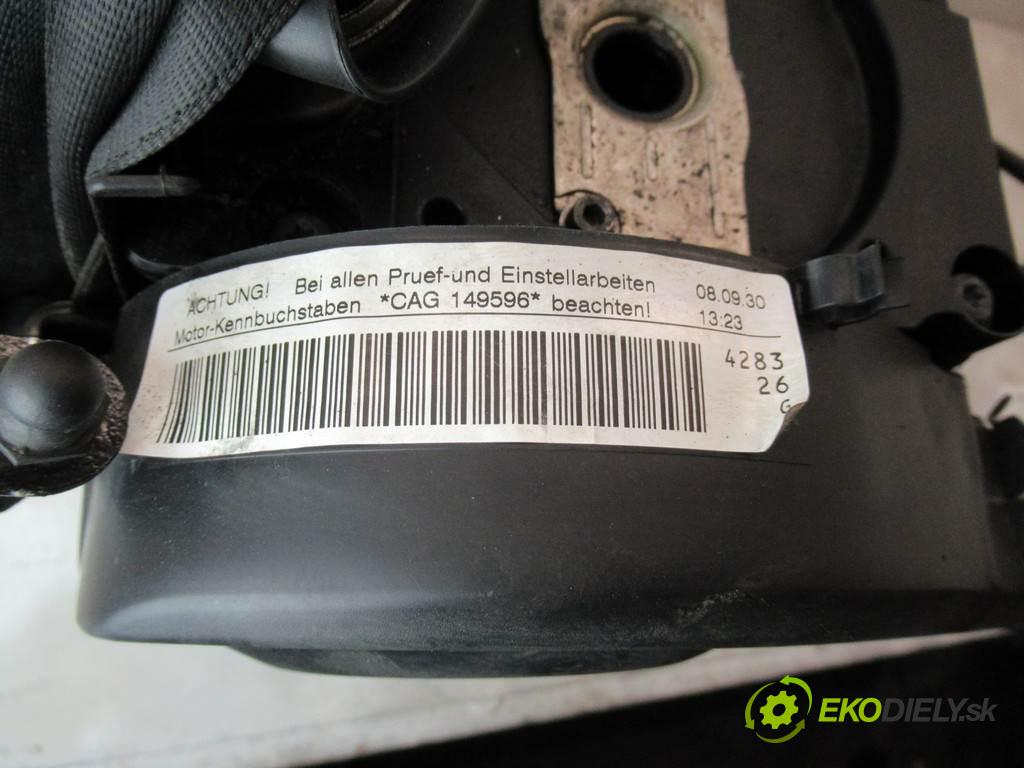 ACHTUNG! Bei allen Pruef-und Einstellarbeiten 08.09.30
Motor-Kennbuchstaben *CAG 149596* beachten! 13:23
4283
26
G
EKODIELY.sk